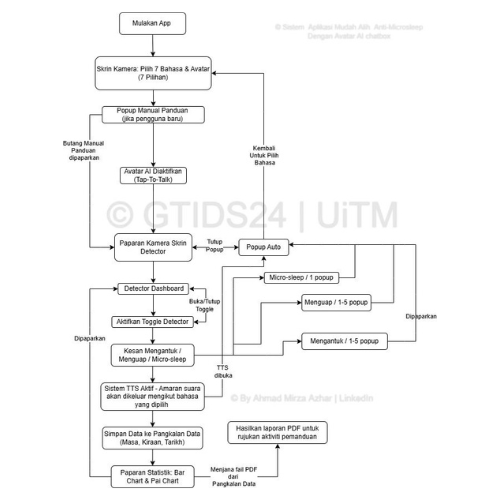 Mulakan App
© Sistem Aplikasi Mudah Alih Anti-Microsleep
Dengan Avatar AI chatbox
Skrin Kamera: Pilih 7 Bahasa & Avatar
(7 Pilihan)
Popup Manual Panduan
(jika pengguna baru)
Butang Manual
Panduan
dipaparkan
Kembali
Untuk Pilih
Bahasa
Avatar AI Diaktifkan
(Tap-To-Talk)
© GTIDS24 | UiTM
Paparan Kamera Skrin
Detector
Tutup
Popup
Popup Auto
Micro-sleep / 1 popup
Detector Dashboard
Buka/Tutup
Toggle
Menguap / 1-5 popup
Dipaparkan
Aktifkan Toggle Detector
Dipaparkan
Mengantuk / 1-5 popup
Kesan Mengantuk /
Menguap / Micro-sleep
TTS
dibuka
Sistem TTS Aktif - Amaran suara
akan dikeluar mengikut bahasa
yang dipilih
© By Ahmad Mirza Azhar | LinkedIn
Simpan Data ke Pangkalan Data
(Masa, Kiraan, Tarikh)
Hasilkan laporan PDF untuk
rujukan aktiviti pemanduan
Paparan Statistik: Bar
Chart & Pai Chart
Menjana fail PDF
dari
Pangkalan Data